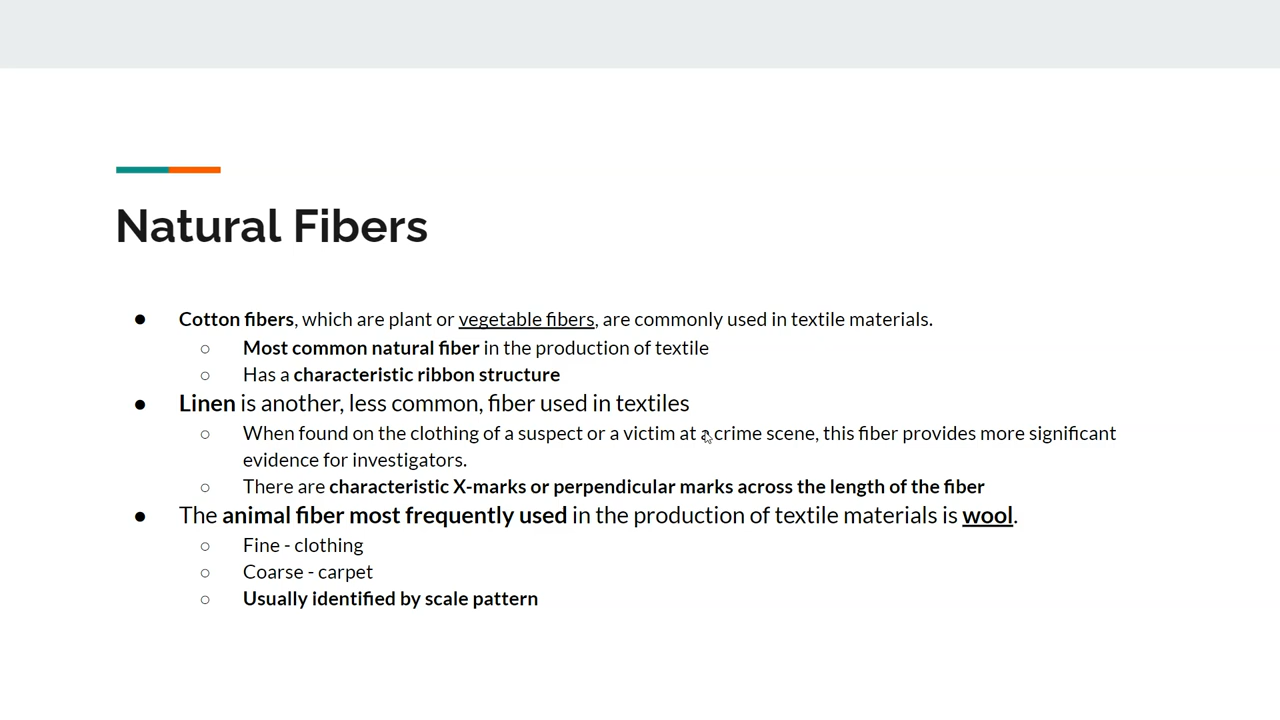 Natural Fibers
● Cotton fibers, which are plant or vegetable fibers, are commonly used in textile materials.
○ Most common natural fiber in the production of textile
○ Has a characteristic ribbon structure
● Linen is another, less common, fiber used in textiles
○ When found on the clothing of a suspect or a victim at a crime scene, this fiber provides more significant
evidence for investigators.
○ There are characteristic X-marks or perpendicular marks across the length of the fiber
● The animal fiber most frequently used in the production of textile materials is wool.
○ Fine - clothing
○ Coarse - carpet
○ Usually identified by scale pattern